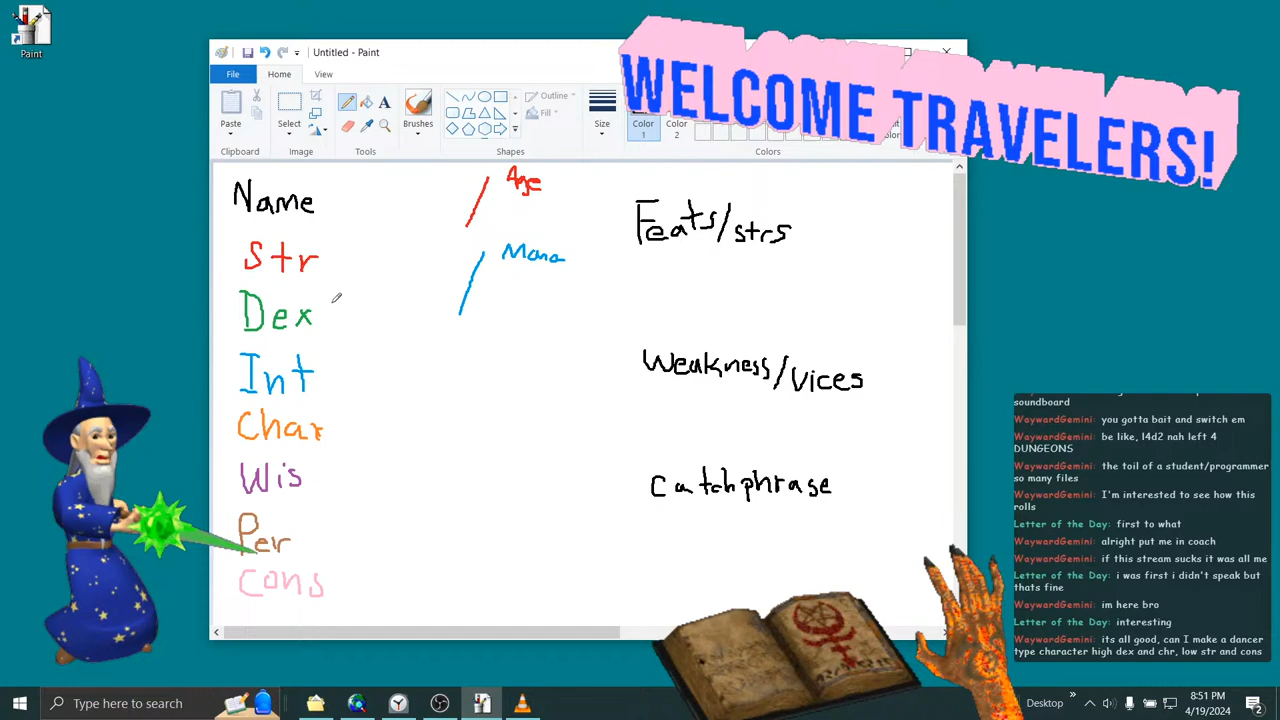 Paint
WELCOME TRAVELERS!
Untitled - Paint
File
Home
View
Paste
Select
Brushes
Outline
Fill
Size
Color
1
Color
2
Clipboard
Image
Tools
Shapes
Colors
Name
Str
Dex
Int
Char
Wis
Per
Cons
Age
Mana
Feats/strs
Weakness/Vices
Catchphrase
soundboard
WaywardGemini: you gotta bait and switch em
WaywardGemini: be like, l4d2 nah left 4
DUNGEONS
WaywardGemini: the toil of a student/programmer
so many files
WaywardGemini: I'm interested to see how this
rolls
Letter of the Day: first to what
WaywardGemini: alright put me in coach
WaywardGemini: if this stream sucks it was all me
Letter of the Day: i was first i didn't speak but
thats fine
WaywardGemini: im here bro
Letter of the Day: interesting
WaywardGemini: its all good, can I make a dancer
type character high dex and chr, low str and cons
Type here to search
Desktop
8:51 PM
4/19/2024
2